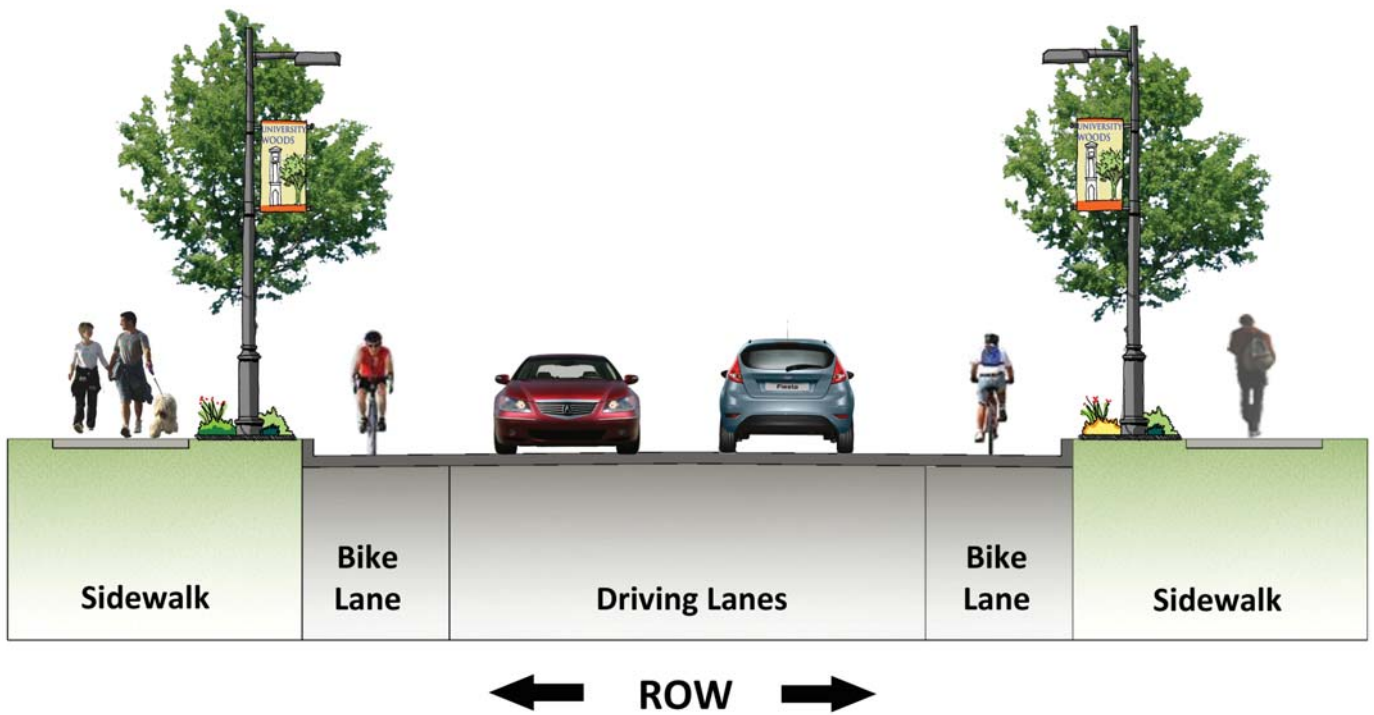 UNIVERSITY
WOODS
UNIVERSITY
WOODS
Fiesta
Sidewalk
Bike
Lane
Driving Lanes
Bike
Lane
Sidewalk
ROW